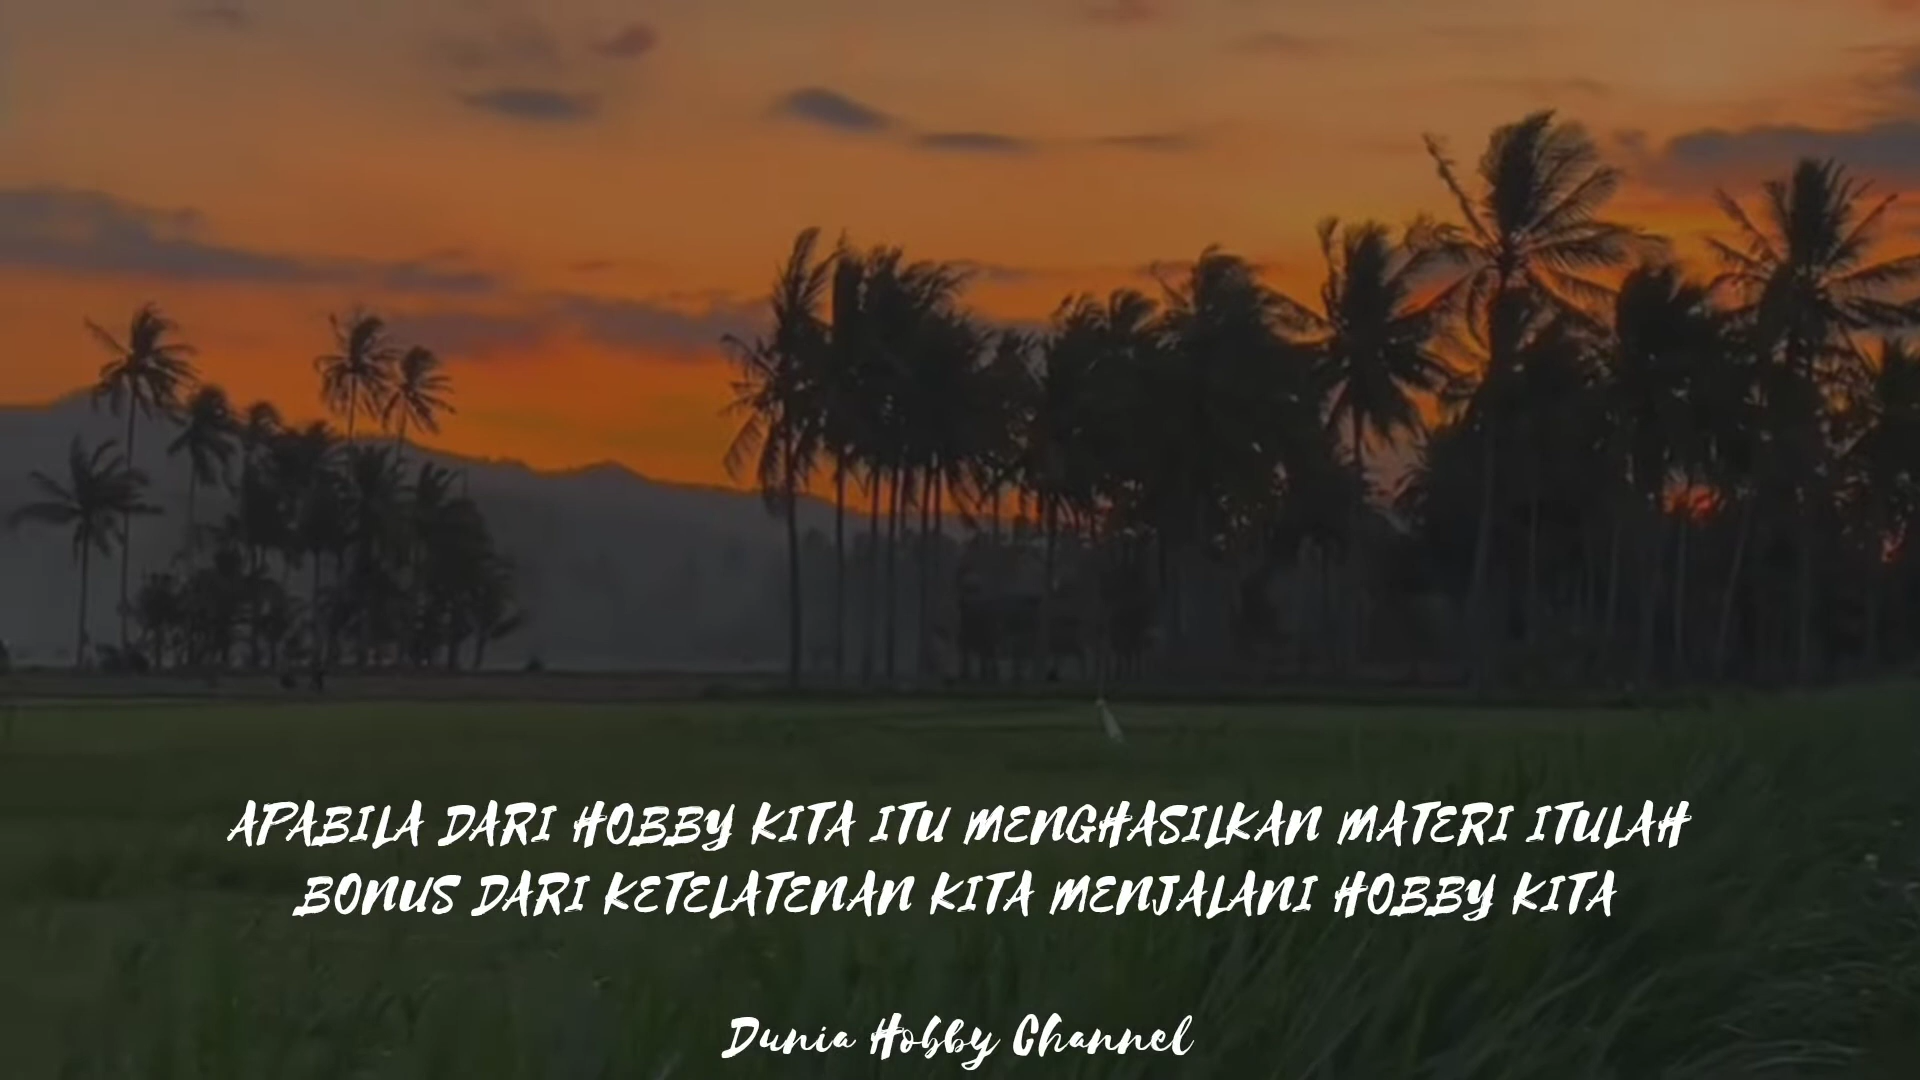 APABILA DARI HOBBY KITA ITU MENGHASILKAN MATERI ITULAH
BONUS DARI KETELATENAN KITA MENJALANI HOBBY KITA
Dunia Hobby Channel